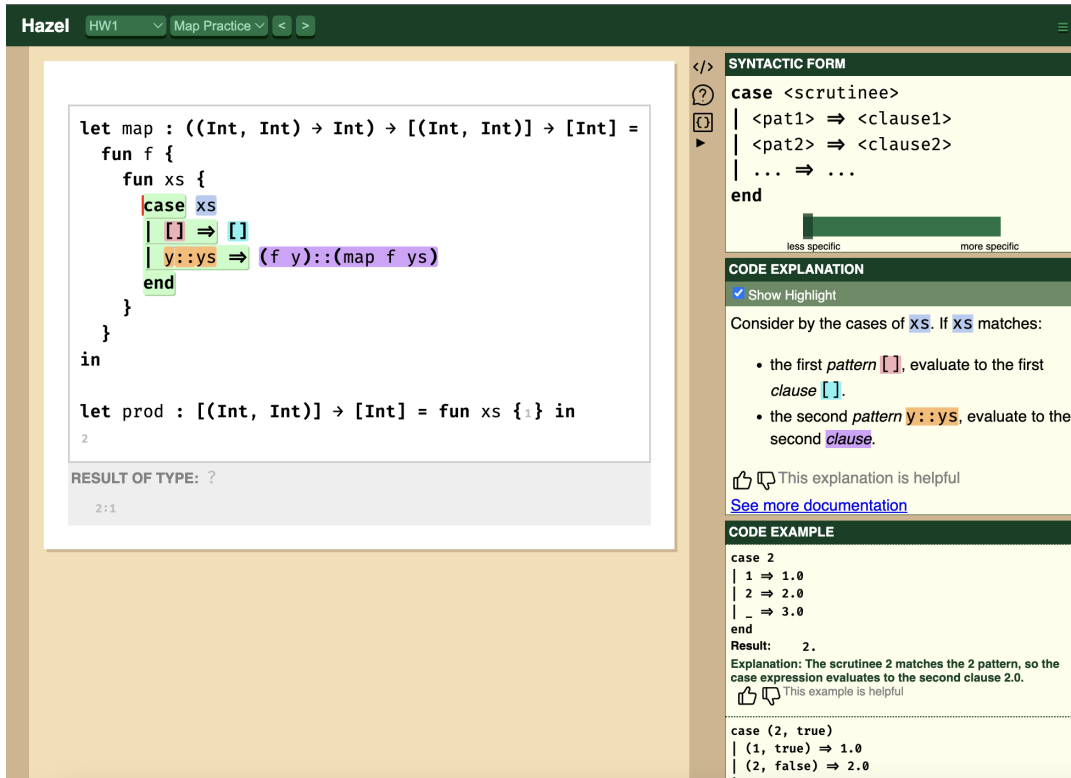 Hazel HW1 Map Practice < >
let map : ((Int, Int) → Int) → [(Int, Int)] → [Int] =
fun f {
fun xs {
case xs
| [] ⇒ []
| y::ys ⇒ (f y)::(map f ys)
end
}
}
in
let prod : [(Int, Int)] → [Int] = fun xs {1} in
2
RESULT OF TYPE: ?
2:1
</>
?
{}
SYNTACTIC FORM
case <scrutinee>
| <pat1> ⇒ <clause1>
| <pat2> ⇒ <clause2>
| ... ⇒ ...
end
less specific more specific
CODE EXPLANATION
Show Highlight
Consider by the cases of xs. If xs matches:
• the first pattern [], evaluate to the first
clause [].
• the second pattern y::ys, evaluate to the
second clause.
This explanation is helpful
See more documentation
CODE EXAMPLE
case 2
| 1 ⇒ 1.0
| 2 ⇒ 2.0
| _ ⇒ 3.0
end
Result: 2.
Explanation: The scrutinee 2 matches the 2 pattern, so the
case expression evaluates to the second clause 2.0.
This example is helpful
case (2, true)
| (1, true) ⇒ 1.0
| (2, false) ⇒ 2.0